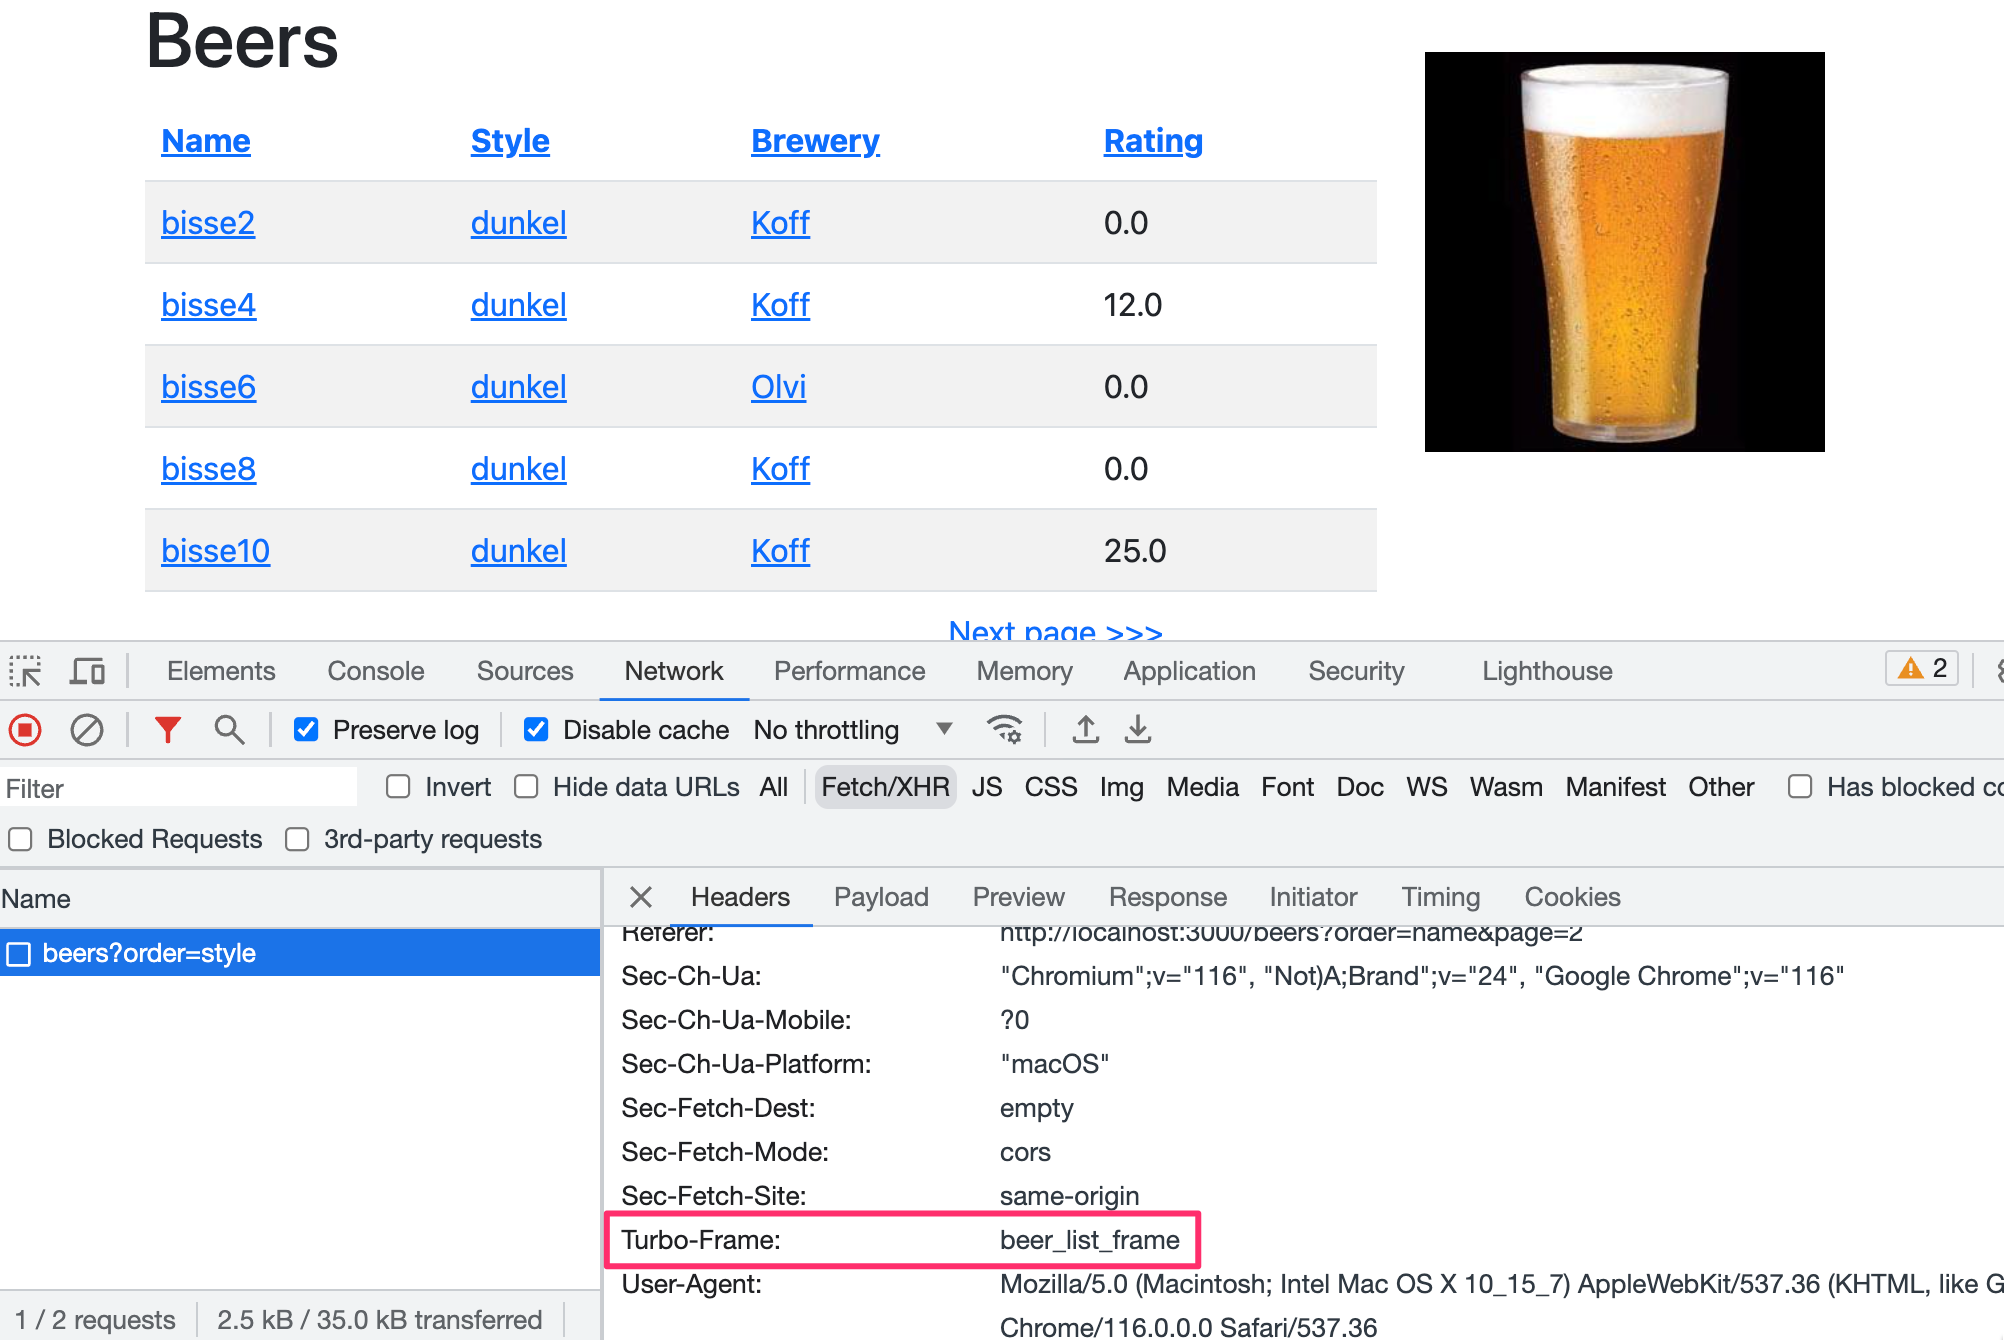 Beers
Name Style Brewery Rating
bisse2 dunkel Koff 0.0
bisse4 dunkel Koff 12.0
bisse6 dunkel Olvi 0.0
bisse8 dunkel Koff 0.0
bisse10 dunkel Koff 25.0
Next page >>>
Elements Console Sources Network Performance Memory Application Security Lighthouse 2
Preserve log Disable cache No throttling
Filter Invert Hide data URLs All Fetch/XHR JS CSS Img Media Font Doc WS Wasm Manifest Other Has blocked co
Blocked Requests 3rd-party requests
Name
beers?order=style
1 / 2 requests 2.5 kB / 35.0 kB transferred
Headers Payload Preview Response Initiator Timing Cookies
Referer: http://localhost:3000/beers?order=name&page=2
Sec-Ch-Ua: "Chromium";v="116", "Not)A;Brand";v="24", "Google Chrome";v="116"
Sec-Ch-Ua-Mobile: ?0
Sec-Ch-Ua-Platform: "macOS"
Sec-Fetch-Dest: empty
Sec-Fetch-Mode: cors
Sec-Fetch-Site: same-origin
Turbo-Frame: beer_list_frame
User-Agent: Mozilla/5.0 (Macintosh; Intel Mac OS X 10_15_7) AppleWebKit/537.36 (KHTML, like G
Chrome/116.0.0.0 Safari/537.36